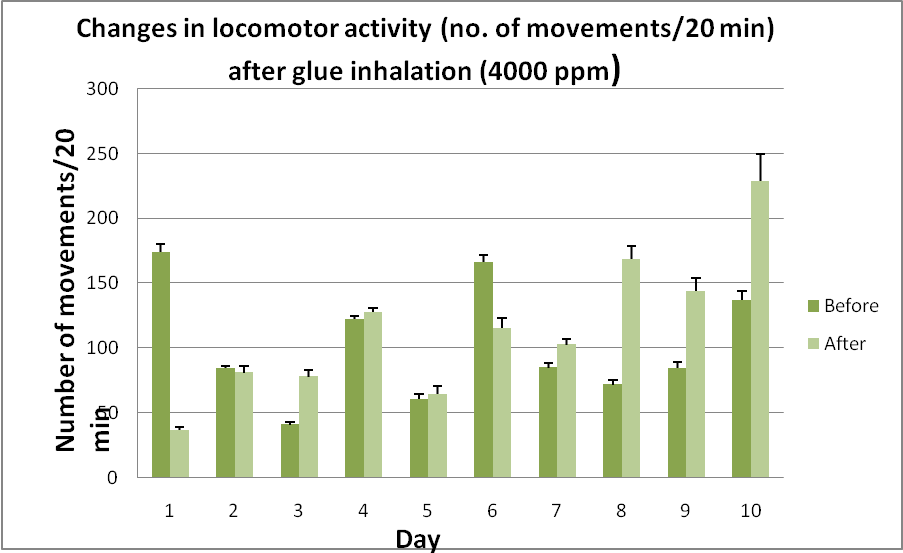 Changes in locomotor activity (no. of movements/20 min)
after glue inhalation (4000 ppm)
Number of movements/20
min
300
250
200
150
100
50
0
1 2 3 4 5 6 7 8 9 10
Day
Before
After